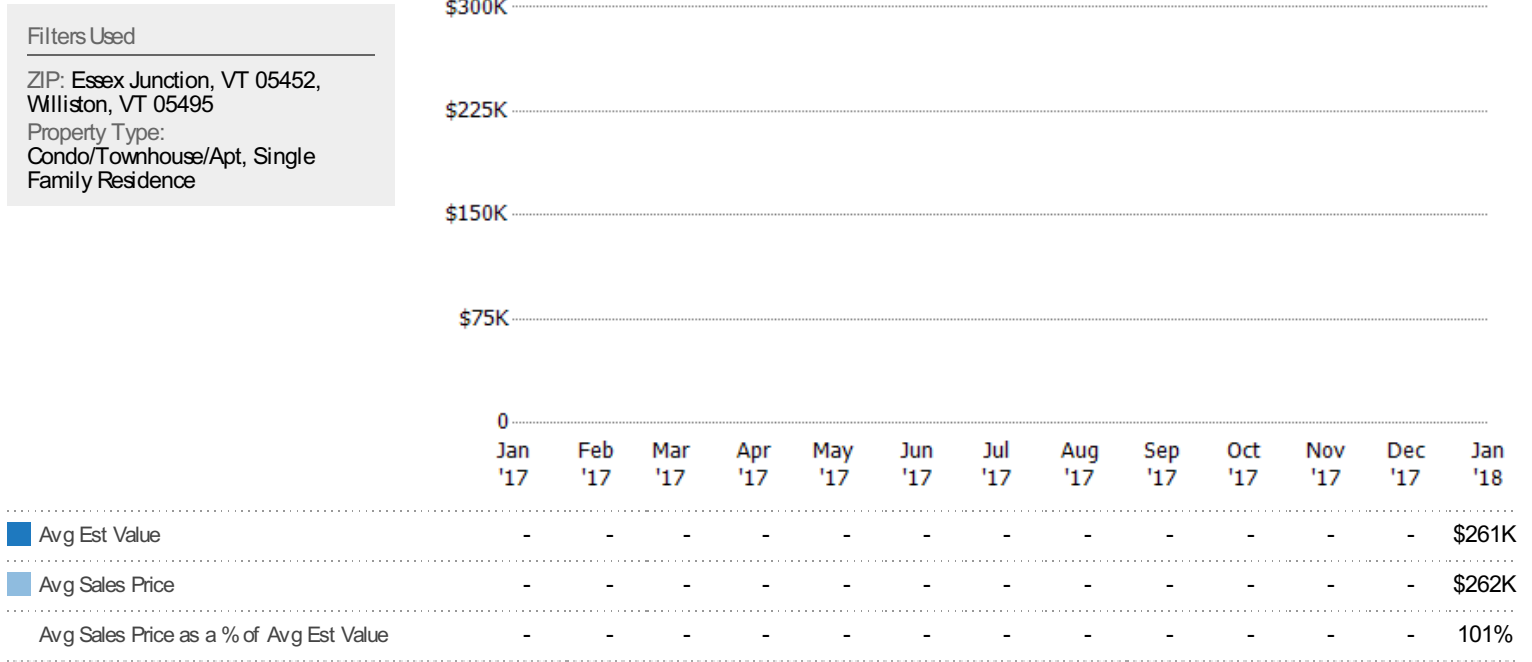 Filters Used
ZIP: Essex Junction, VT 05452,
Williston, VT 05495
Property Type:
Condo/Townhouse/Apt, Single
Family Residence
$300K
$225K
$150K
$75K
0
Jan Feb Mar Apr May Jun Jul Aug Sep Oct Nov Dec Jan
'17 '17 '17 '17 '17 '17 '17 '17 '17 '17 '17 '17 '18
Avg Est Value - - - - - - - - - - - - $261K
Avg Sales Price - - - - - - - - - - - - $262K
Avg Sales Price as a % of Avg Est Value - - - - - - - - - - - - 101%